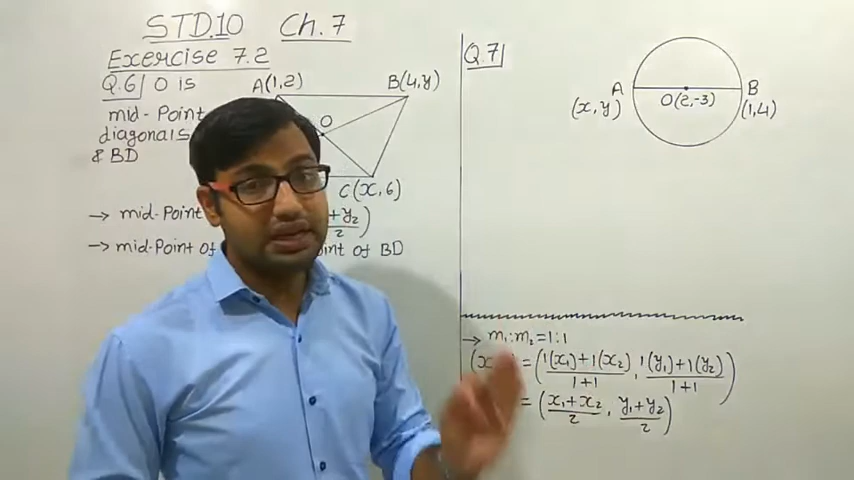 STD.10 Ch.7
Exercise 7.2
Q.6 O is
mid-Point
diagonals
& BD
A(1,2) B(4,y)
O
C(x,6)
→ mid-Point +y₂)
2
→ mid-Point of oint of BD
Q.7
A B
(x,y) O(2,-3) (1,4)
→ m₁:m₂=1:1
(x = (1(x₁)+1(x₂)/1+1, 1(y₁)+1(y₂)/1+1)
= (x₁+x₂/2, y₁+y₂/2)